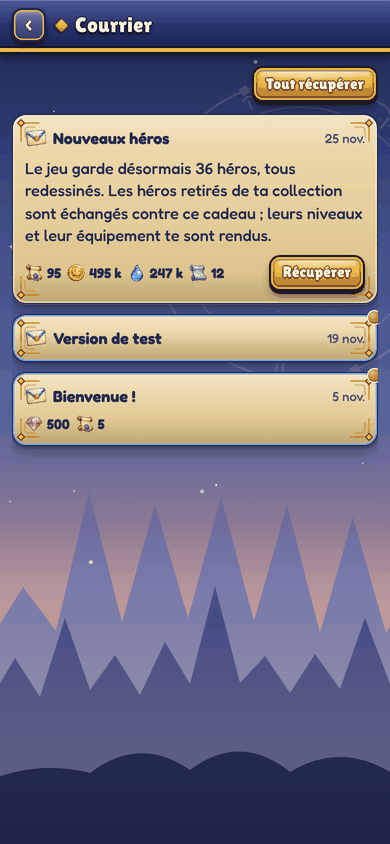 Courrier
Tout récupérer
Nouveaux héros
25 nov.
Le jeu garde désormais 36 héros, tous
redessinés. Les héros retirés de ta collection
sont échangés contre ce cadeau ; leurs niveaux
et leur équipement te sont rendus.
95 495 k 247 k 12
Récupérer
Version de test
19 nov.
Bienvenue !
5 nov.
500 5